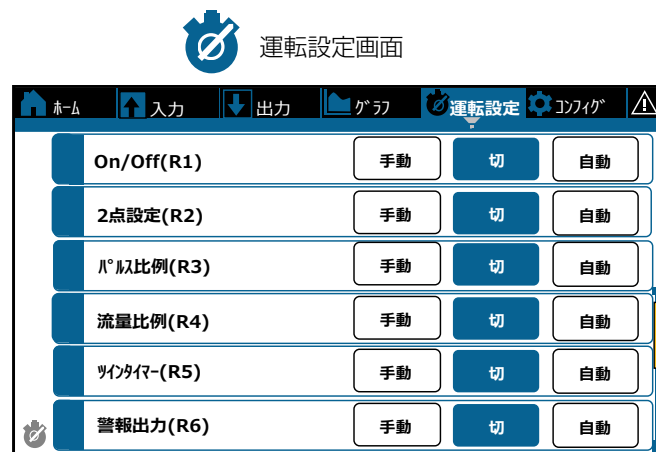 運転設定画面
ﾎｰﾑ 入力 出力 ｸﾞﾗﾌ 運転設定 ｺﾝﾌｨｸﾞ
On/Off(R1) 手動 切 自動
2点設定(R2) 手動 切 自動
ﾊﾟﾙｽ比例(R3) 手動 切 自動
流量比例(R4) 手動 切 自動
ﾂｲﾝﾀｲﾏｰ(R5) 手動 切 自動
警報出力(R6) 手動 切 自動